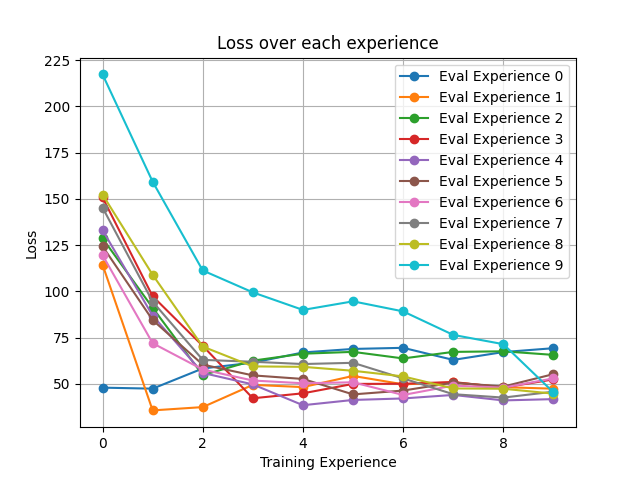 Loss over each experience
225
200
175
150
125
100
75
50
Loss
0
2
4
6
8
Training Experience
Eval Experience 0
Eval Experience 1
Eval Experience 2
Eval Experience 3
Eval Experience 4
Eval Experience 5
Eval Experience 6
Eval Experience 7
Eval Experience 8
Eval Experience 9